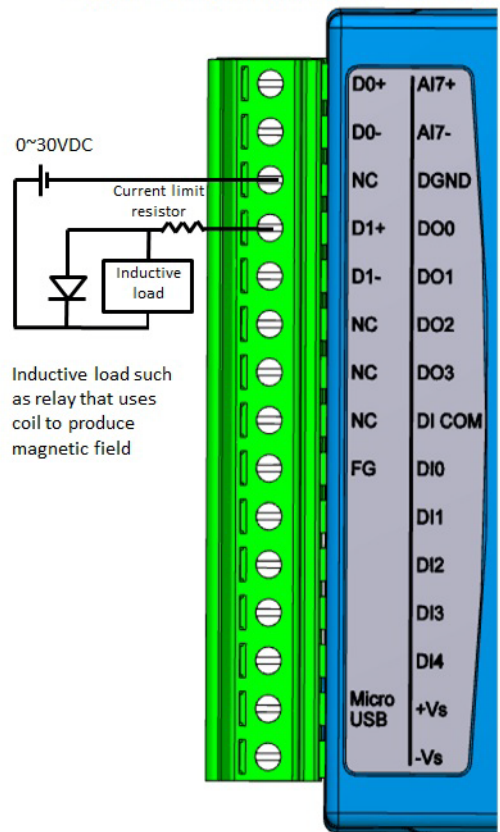 0~30VDC
Current limit
resistor
Inductive
load
Inductive load such
as relay that uses
coil to produce
magnetic field
D0+ AI7+
D0- AI7-
NC DGND
D1+ DO0
D1- DO1
NC DO2
NC DO3
NC DI COM
FG DI0
DI1
DI2
DI3
DI4
Micro
USB +Vs
-Vs